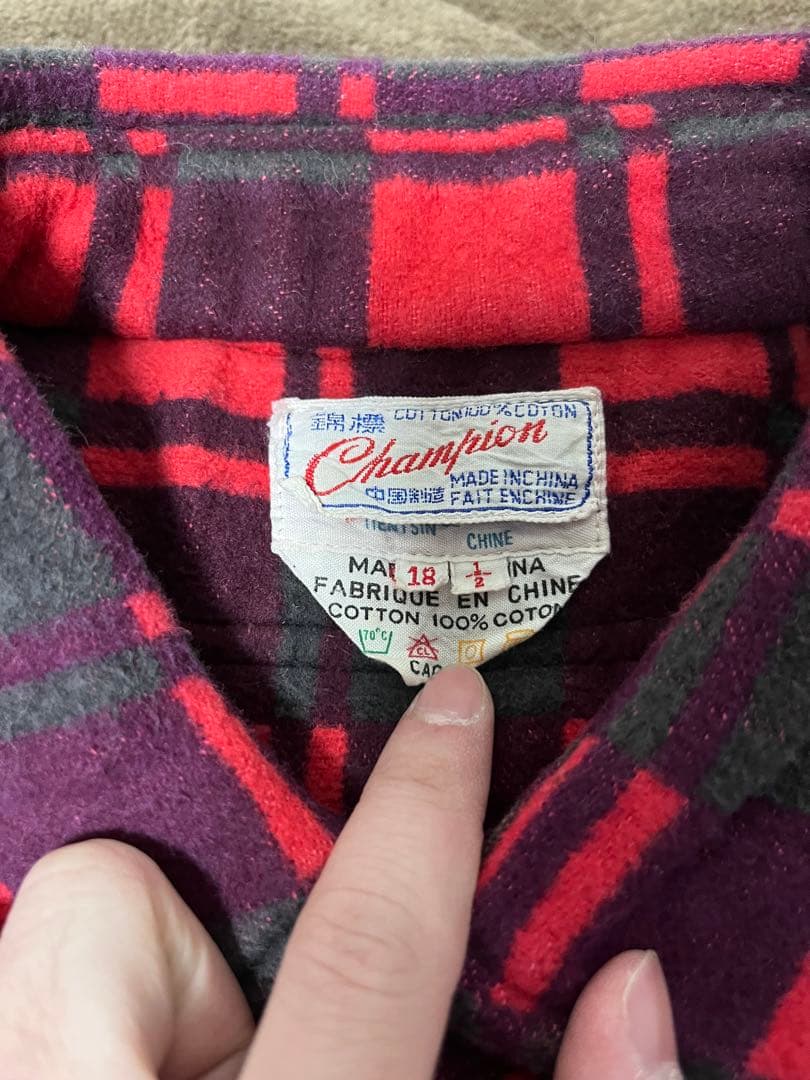 錦標 COTTON100%COTON
Champion
MADE IN CHINA
中国制造 FAIT EN CHINE
TIENTSIN
CHINE
18 1/2
FABRIQUE EN CHINE
COTTON 100% COTON
70°C CL